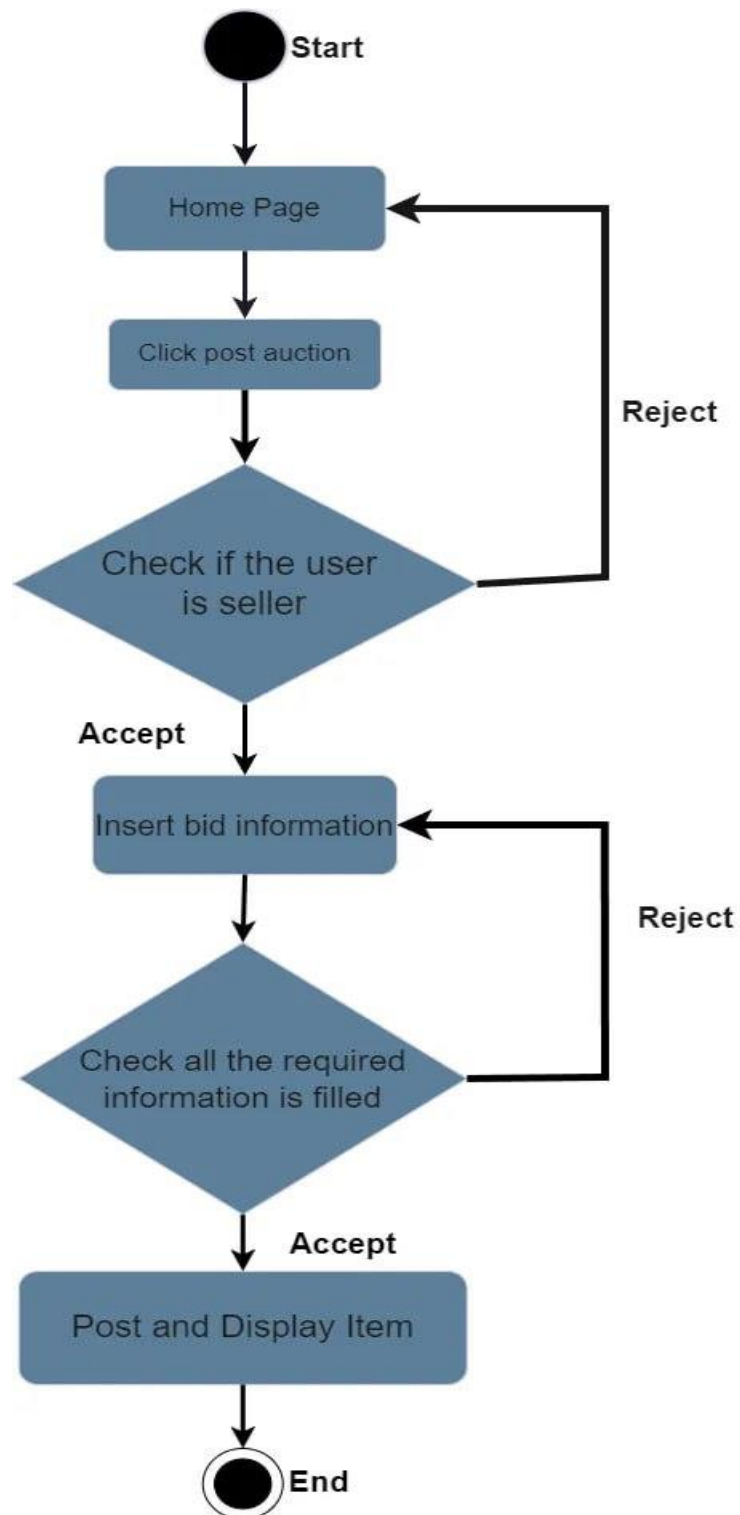 Start
Home Page
Click post auction
Reject
Check if the user
is seller
Accept
Insert bid information
Reject
Check all the required
information is filled
Accept
Post and Display Item
End